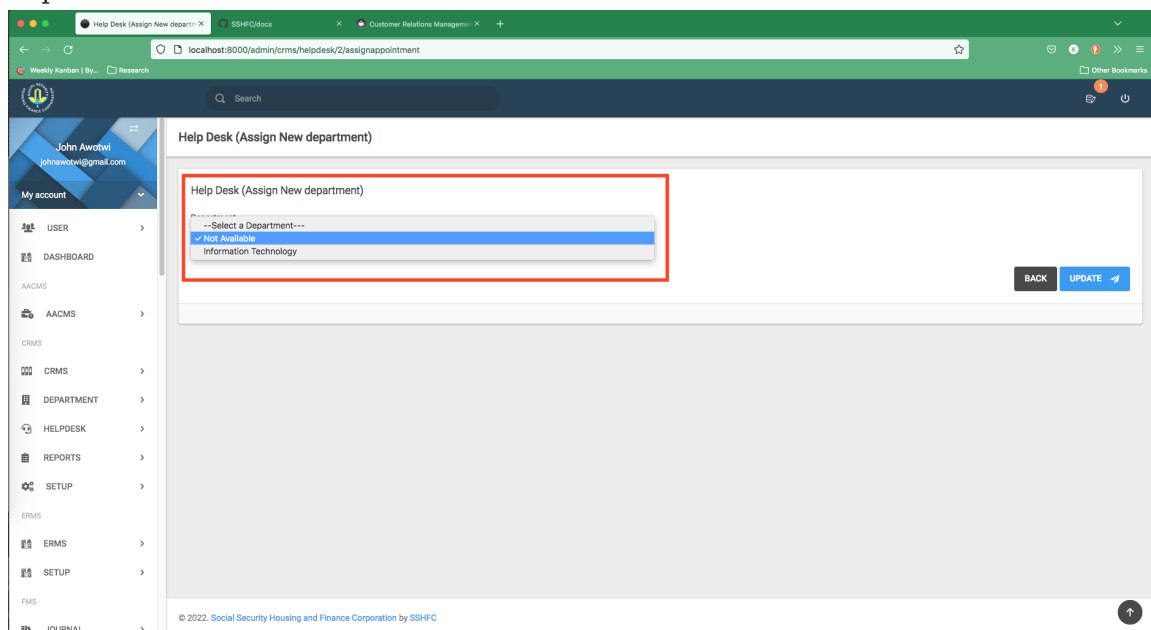 Help Desk (Assign New departm
SSHFC/docs
Customer Relations Managemen
localhost:8000/admin/crms/helpdesk/2/assignappointment
Weekly Kanban | By...
Research
Other Bookmarks
Search
1
John Awotwi
johnawotwi@gmail.com
My account
Help Desk (Assign New department)
Help Desk (Assign New department)
Department
--Select a Department---
Not Available
Information Technology
BACK
UPDATE
USER
DASHBOARD
AACMS
AACMS
CRMS
CRMS
DEPARTMENT
HELPDESK
REPORTS
SETUP
ERMS
ERMS
SETUP
FMS
JOURNAL
© 2022. Social Security Housing and Finance Corporation by SSHFC